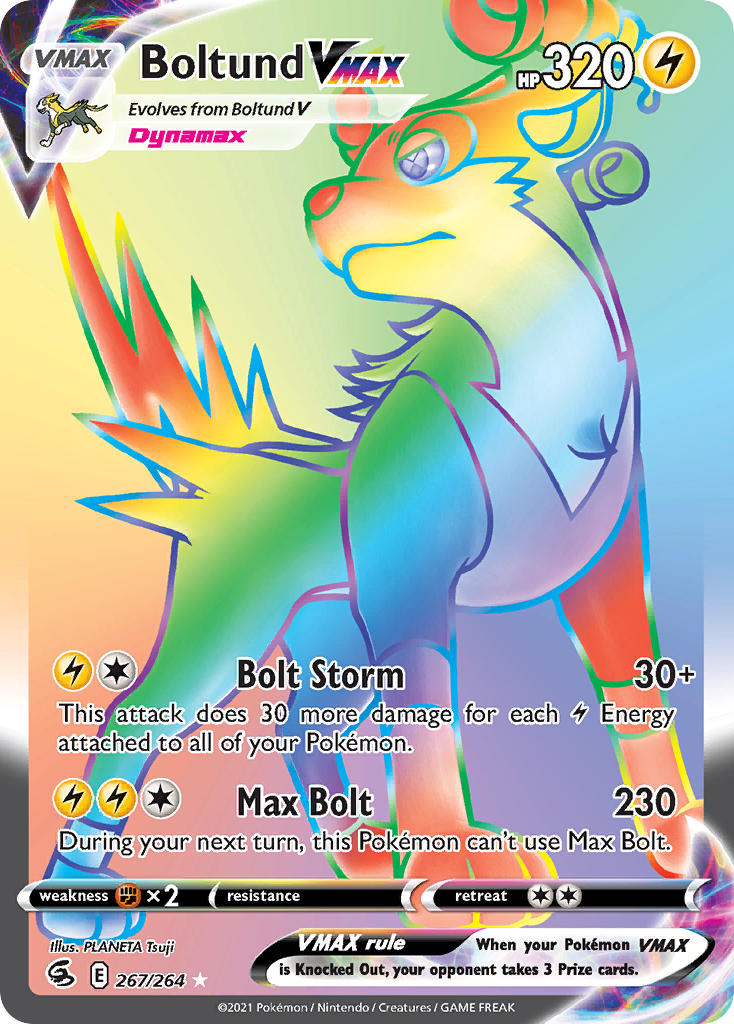 VMAX
Boltund VMAX
HP 320
Evolves from Boltund V
Dynamax
Bolt Storm 30+
This attack does 30 more damage for each Energy
attached to all of your Pokémon.
Max Bolt 230
During your next turn, this Pokémon can't use Max Bolt.
weakness ×2 resistance retreat
Illus. PLANETA Tsuji
VMAX rule When your Pokémon VMAX
is Knocked Out, your opponent takes 3 Prize cards.
E 267/264
©2021 Pokémon / Nintendo / Creatures / GAME FREAK